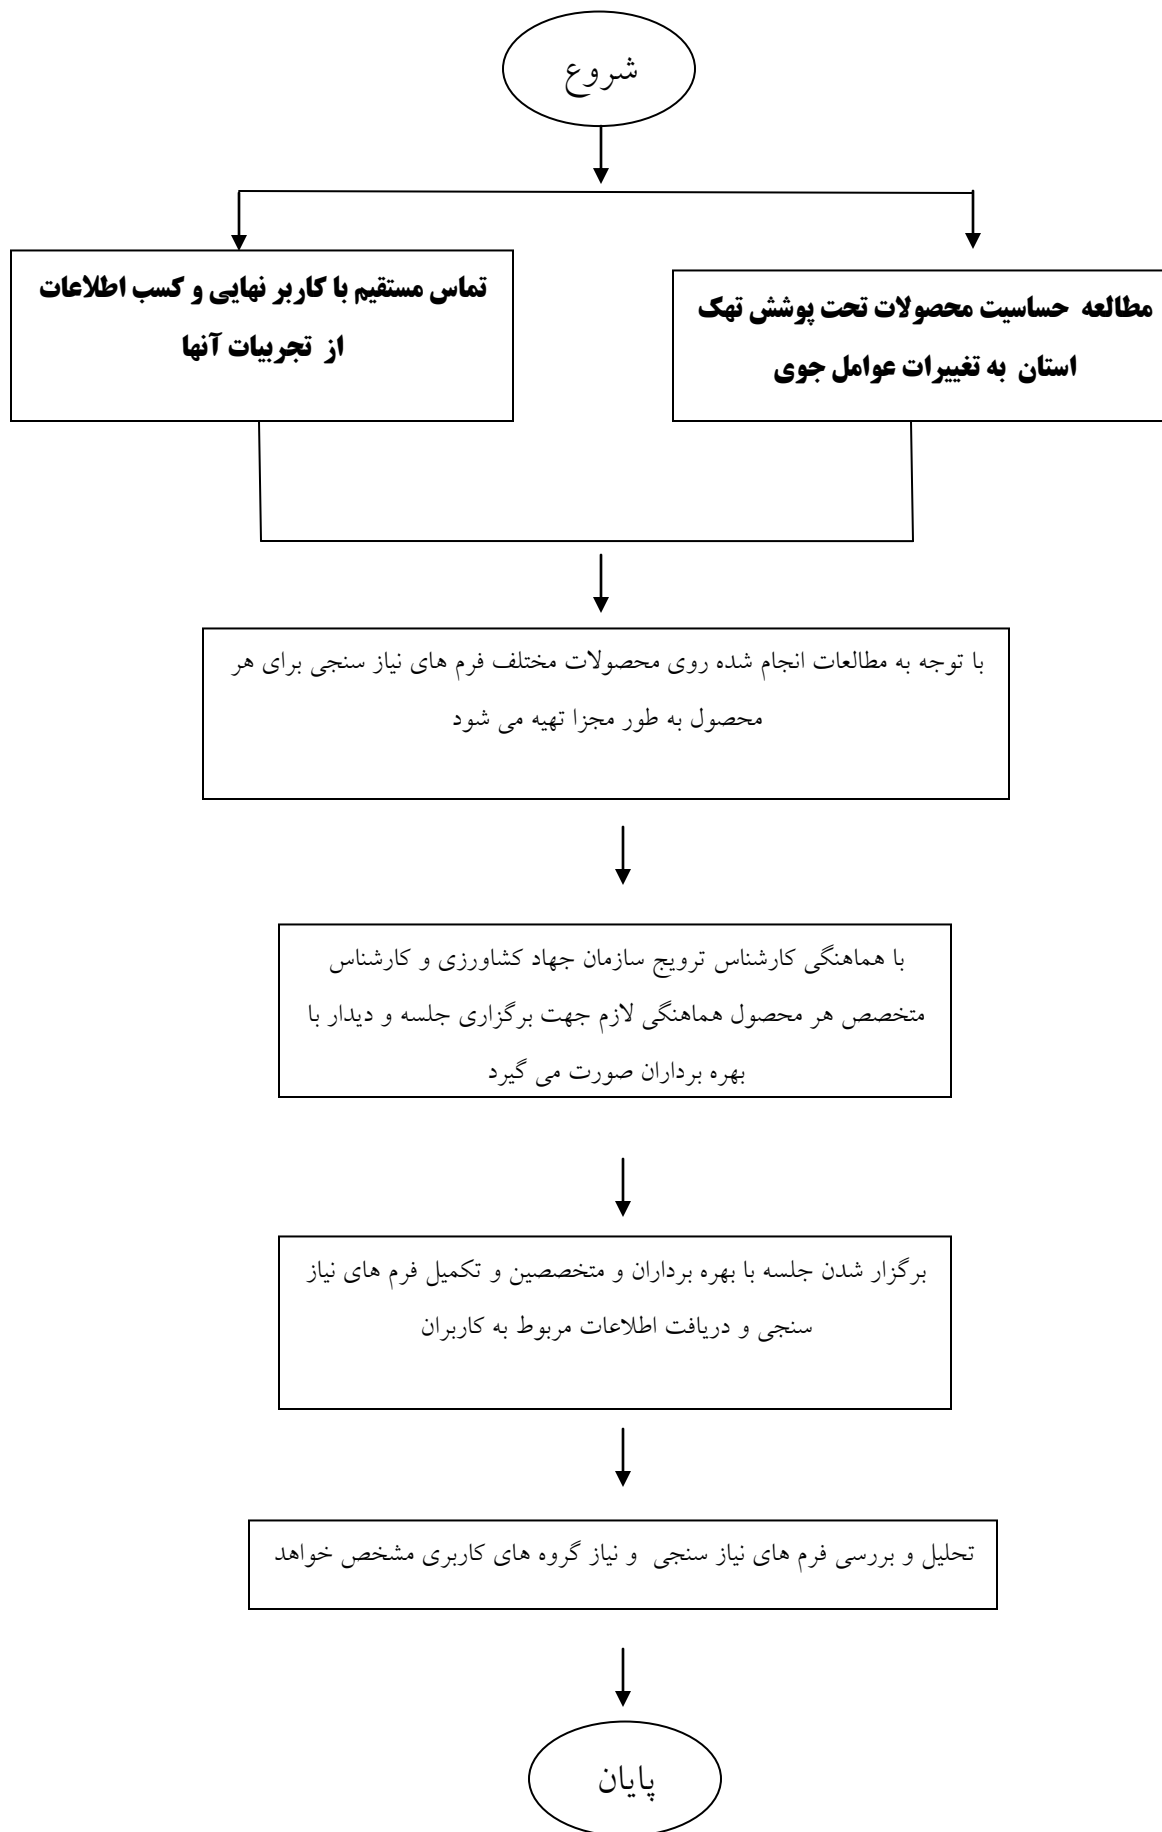 شروع
مطالعه حساسیت محصولات تحت پوشش تهک
استان به تغییرات عوامل جوی
تماس مستقیم با کاربر نهایی و کسب اطلاعات
از تجربیات آنها
با توجه به مطالعات انجام شده روی محصولات مختلف فرم های نیاز سنجی برای هر
محصول به طور مجزا تهیه می شود
با هماهنگی کارشناس ترویج سازمان جهاد کشاورزی و کارشناس
متخصص هر محصول هماهنگی لازم جهت برگزاری جلسه و دیدار با
بهره برداران صورت می گیرد
برگزار شدن جلسه با بهره برداران و متخصصین و تکمیل فرم های نیاز
سنجی و دریافت اطلاعات مربوط به کاربران
تحلیل و بررسی فرم های نیاز سنجی و نیاز گروه های کاربری مشخص خواهد
پایان